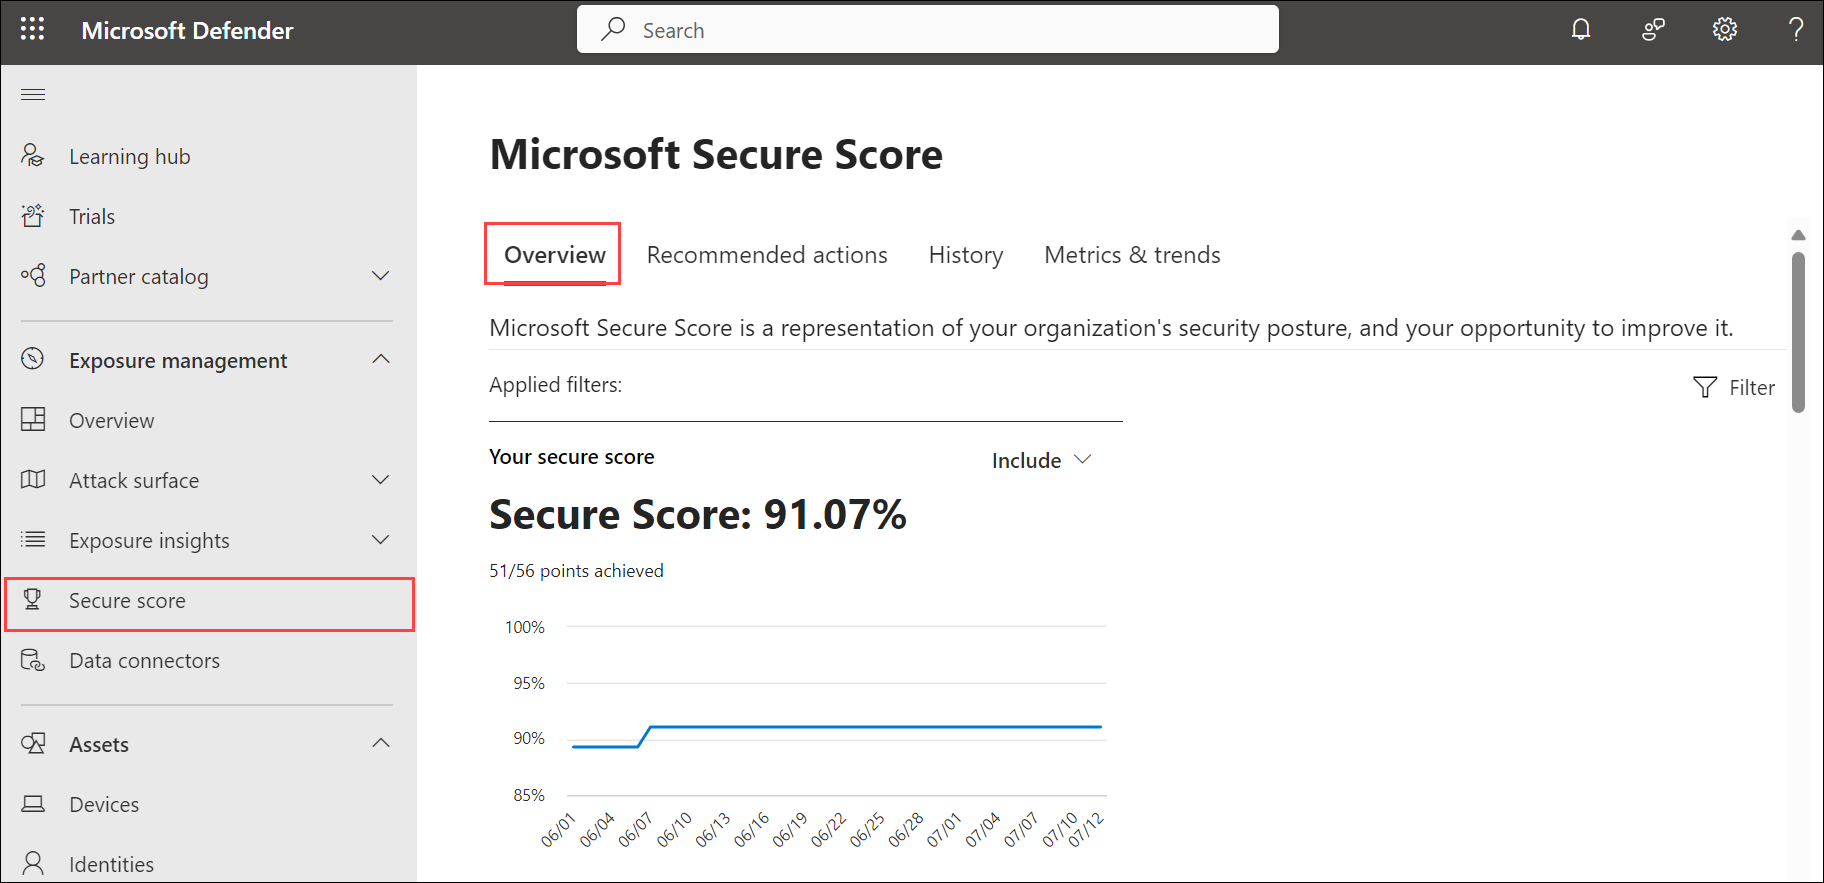 Microsoft Defender
Search
Learning hub
Trials
Partner catalog
Exposure management
Overview
Attack surface
Exposure insights
Secure score
Data connectors
Assets
Devices
Identities
Microsoft Secure Score
Overview Recommended actions History Metrics & trends
Microsoft Secure Score is a representation of your organization's security posture, and your opportunity to improve it.
Applied filters:
Filter
Your secure score
Include
Secure Score: 91.07%
51/56 points achieved
100%
95%
90%
85%
06/01 06/04 06/07 06/10 06/13 06/16 06/19 06/22 06/25 06/28 07/01 07/04 07/07 07/10 07/12